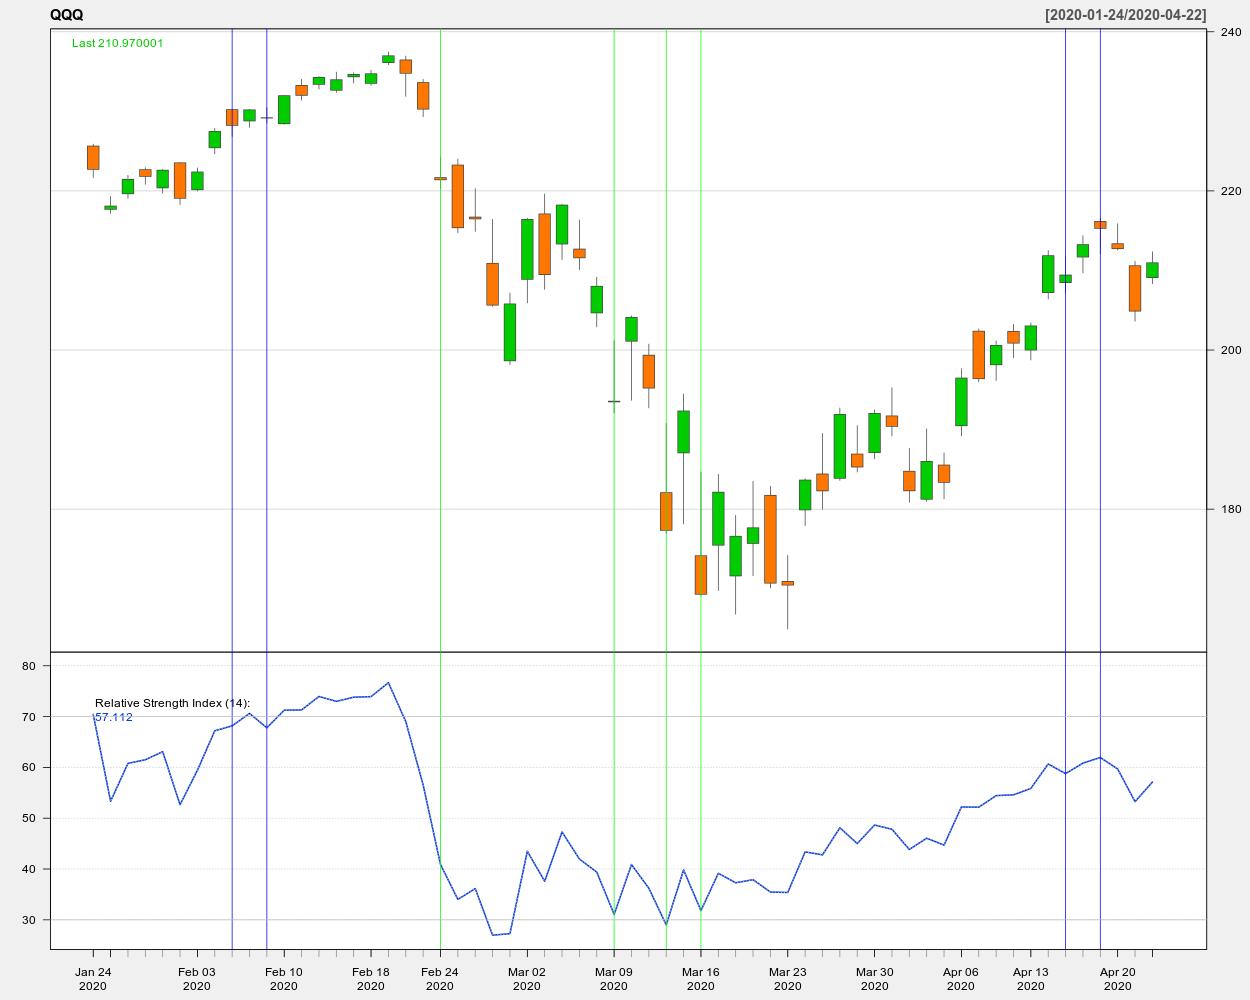 QQQ
[2020-01-24/2020-04-22]
Last 210.970001
240
220
200
180
80
70
60
50
40
30
Relative Strength Index (14):
57.112
Jan 24 Feb 03 Feb 10 Feb 18 Feb 24 Mar 02 Mar 09 Mar 16 Mar 23 Mar 30 Apr 06 Apr 13 Apr 20
2020 2020 2020 2020 2020 2020 2020 2020 2020 2020 2020 2020 2020